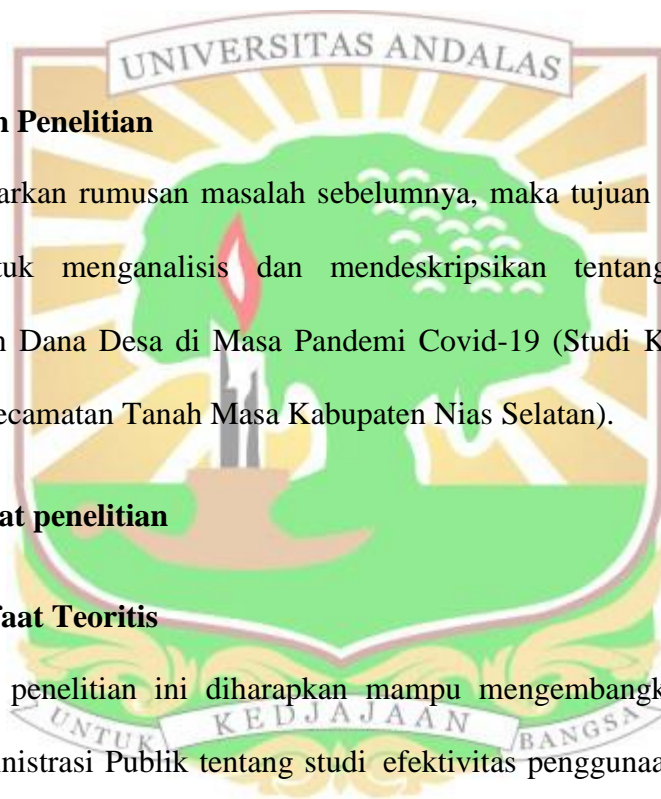 UNIVERSITAS ANDALAS
n Penelitian
arkan rumusan masalah sebelumnya, maka tujuan
tuk menganalisis dan mendeskripsikan tentang
n Dana Desa di Masa Pandemi Covid-19 (Studi K
ecamatan Tanah Masa Kabupaten Nias Selatan).
at penelitian
faat Teoritis
penelitian ini diharapkan mampu mengembangk
UNTUK KEDJAJAAN BANGSA
nistrasi Publik tentang studi efektivitas penggunaa